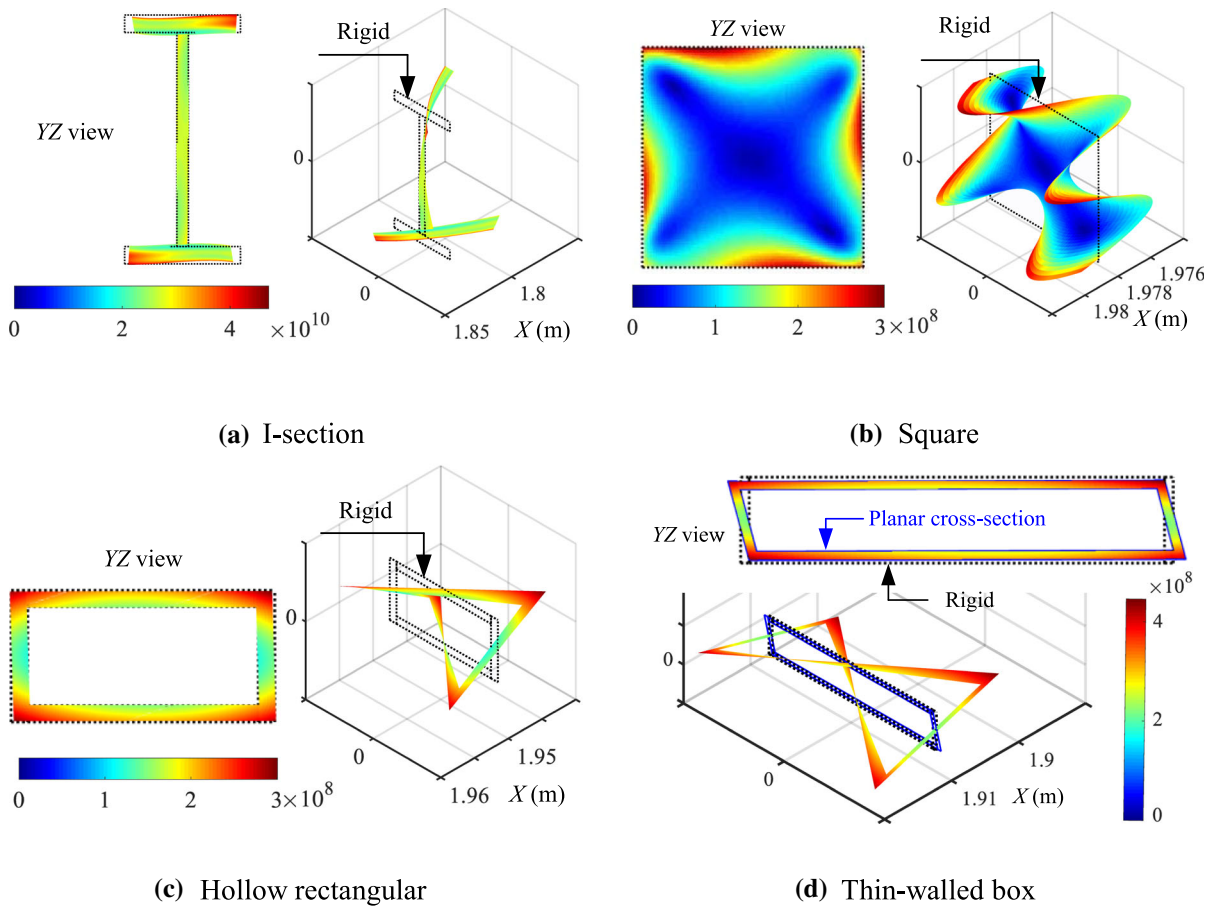 Rigid
YZ view
0
0
1.8
0
2
4
×10^10
1.85
X (m)
(a) I-section
YZ view
Rigid
0
0
1.976
1.978
1.98
0
1
2
3×10^8
X (m)
(b) Square
YZ view
Rigid
0
0
1.95
1.96
X (m)
0
1
2
3×10^8
(c) Hollow rectangular
YZ view
Planar cross-section
Rigid
×10^8
4
2
0
0
0
1.9
1.91
X (m)
(d) Thin-walled box